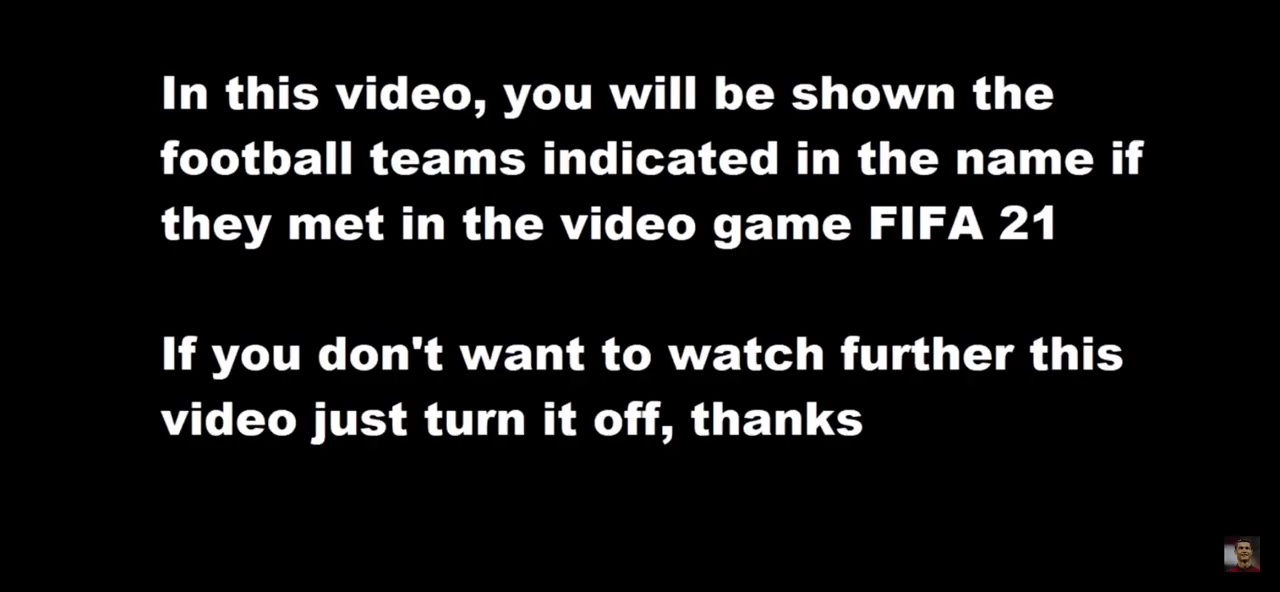 In this video, you will be shown the
football teams indicated in the name if
they met in the video game FIFA 21
If you don't want to watch further this
video just turn it off, thanks